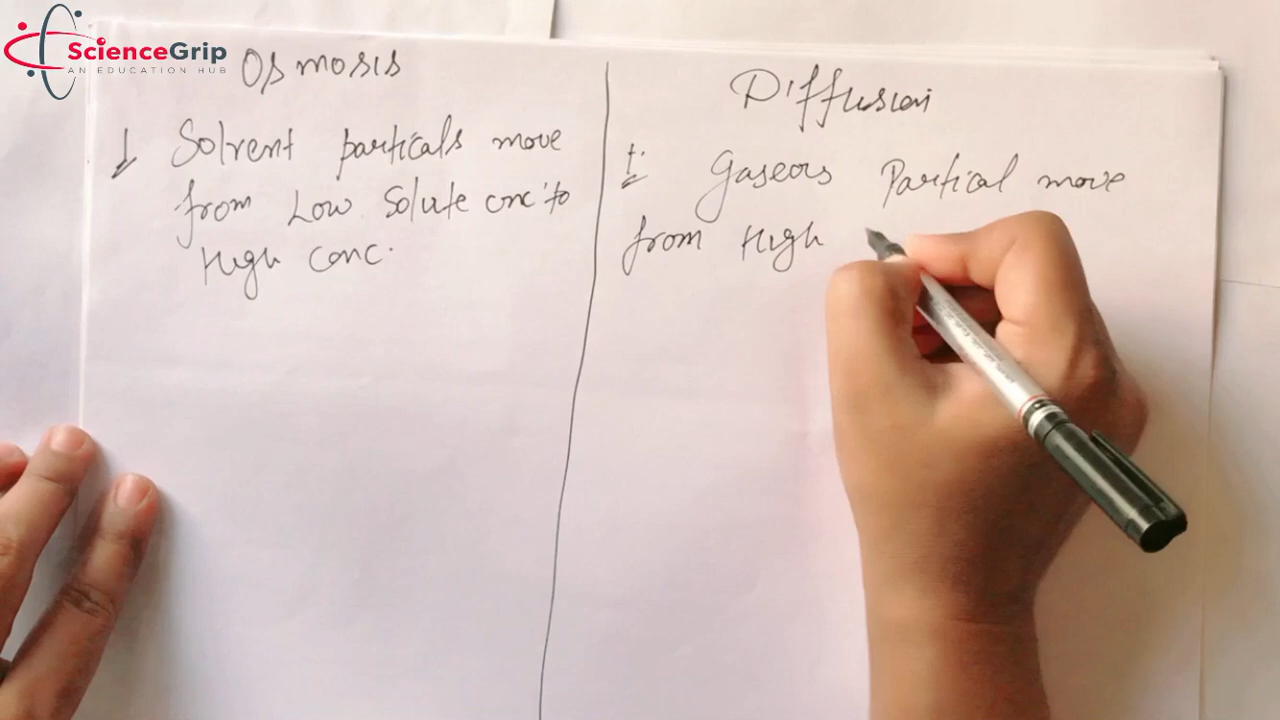 ScienceGrip
AN EDUCATION HUB
Osmosis
1 Solvent particals move
from Low Solute conc to
High conc.
Diffusion
1: Gaseous Partical move
from High